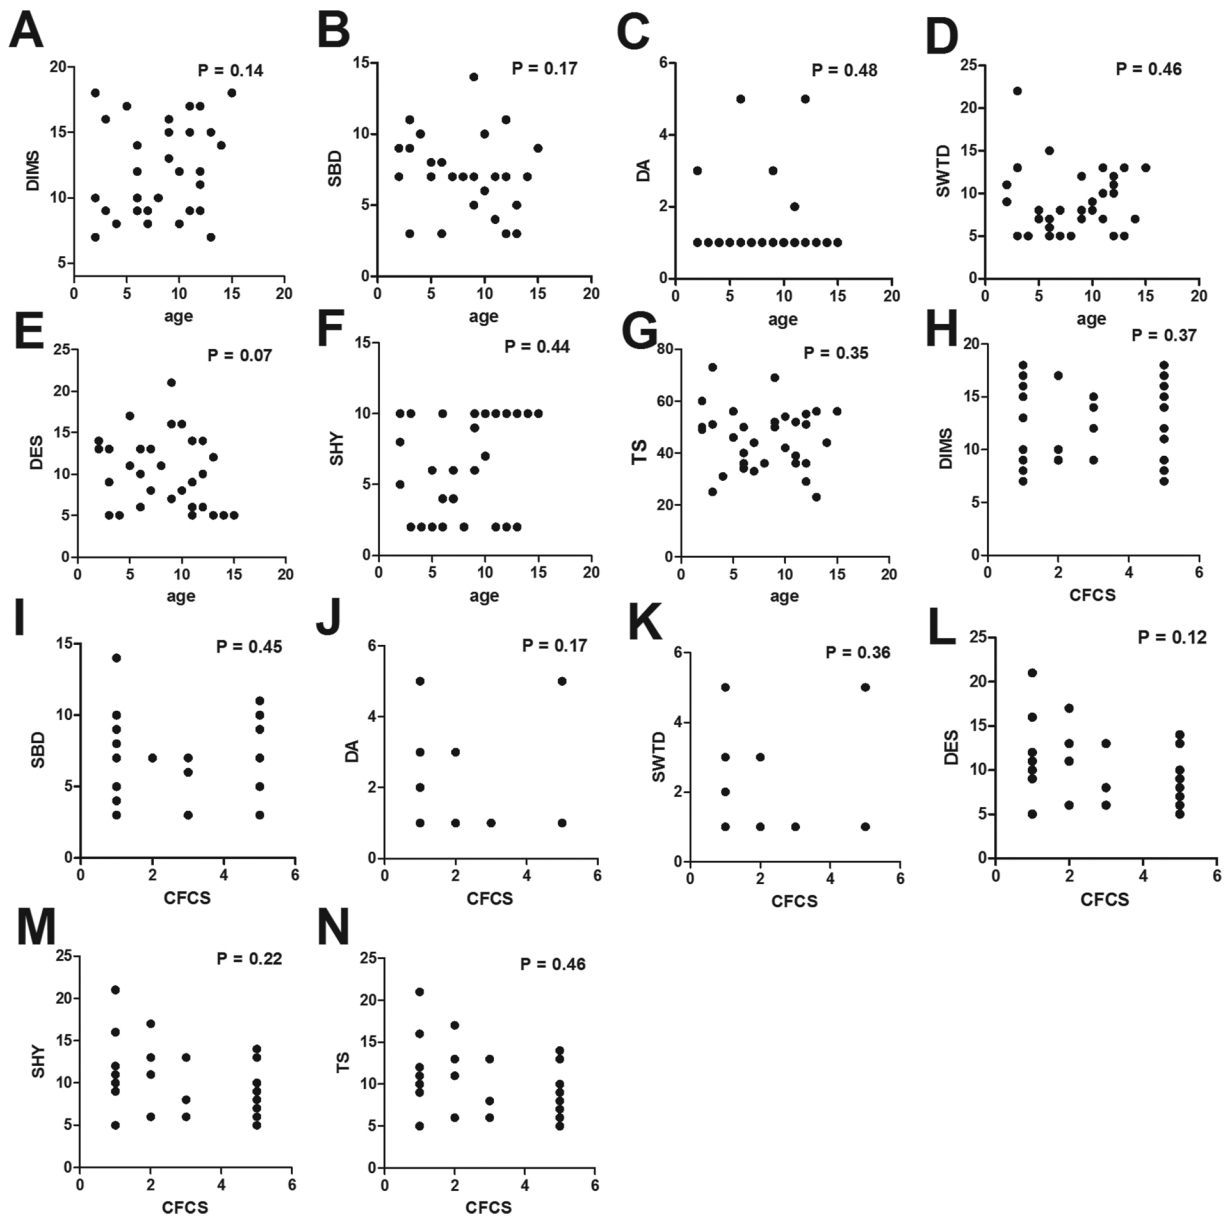 A
P = 0.14
DIMS
20
15
10
5
0 5 10 15 20
age
B
P = 0.17
SBD
15
10
5
0
0 5 10 15 20
age
C
P = 0.48
DA
6
4
2
0
0 5 10 15 20
age
D
P = 0.46
SWTD
25
20
15
10
5
0
0 5 10 15 20
age
E
P = 0.07
DES
25
20
15
10
5
0
0 5 10 15 20
age
F
P = 0.44
SHY
15
10
5
0
0 5 10 15 20
age
G
P = 0.35
TS
80
60
40
20
0
0 5 10 15 20
age
H
P = 0.37
DIMS
20
15
10
5
0
0 2 4 6
CFCS
I
P = 0.45
SBD
15
10
5
0
0 2 4 6
CFCS
J
P = 0.17
DA
6
4
2
0
0 2 4 6
CFCS
K
P = 0.36
SWTD
6
4
2
0
0 2 4 6
CFCS
L
P = 0.12
DES
25
20
15
10
5
0
0 2 4 6
CFCS
M
P = 0.22
SHY
25
20
15
10
5
0
0 2 4 6
CFCS
N
P = 0.46
TS
25
20
15
10
5
0
0 2 4 6
CFCS